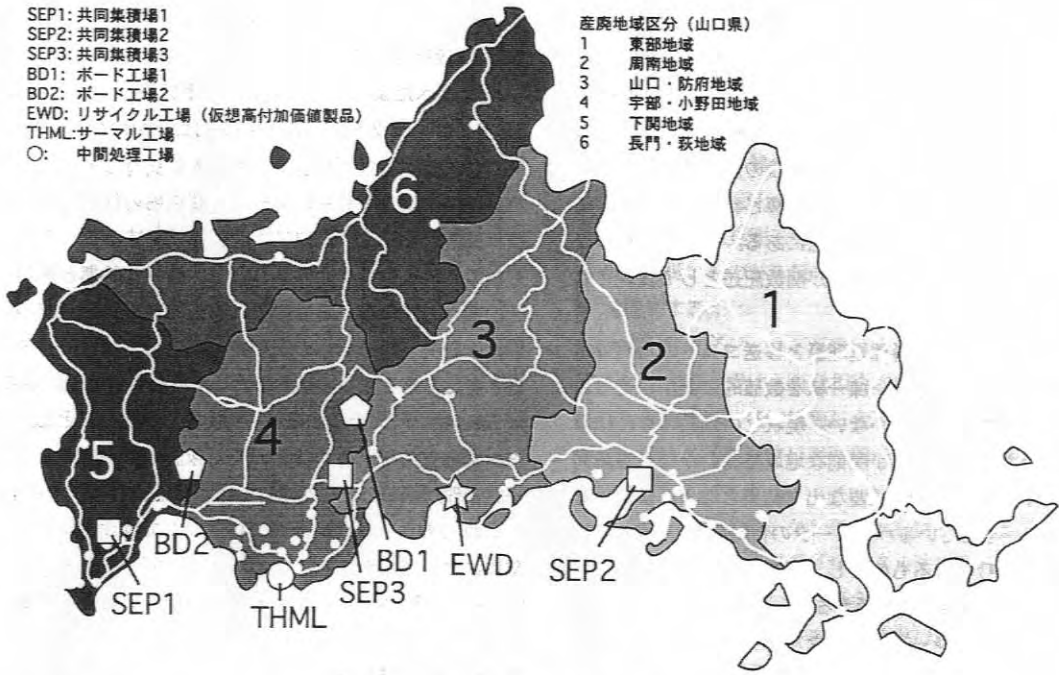 SEP1: 共同集積場1
SEP2: 共同集積場2
SEP3: 共同集積場3
BD1: ボード工場1
BD2: ボード工場2
EWD: リサイクル工場（仮想高付加価値製品）
THML:サーマル工場
○: 中間処理工場
産廃地域区分（山口県）
1 東部地域
2 周南地域
3 山口・防府地域
4 宇部・小野田地域
5 下関地域
6 長門・萩地域
6
1
3
2
4
5
BD2
BD1
EWD
SEP2
SEP1
THML
SEP3